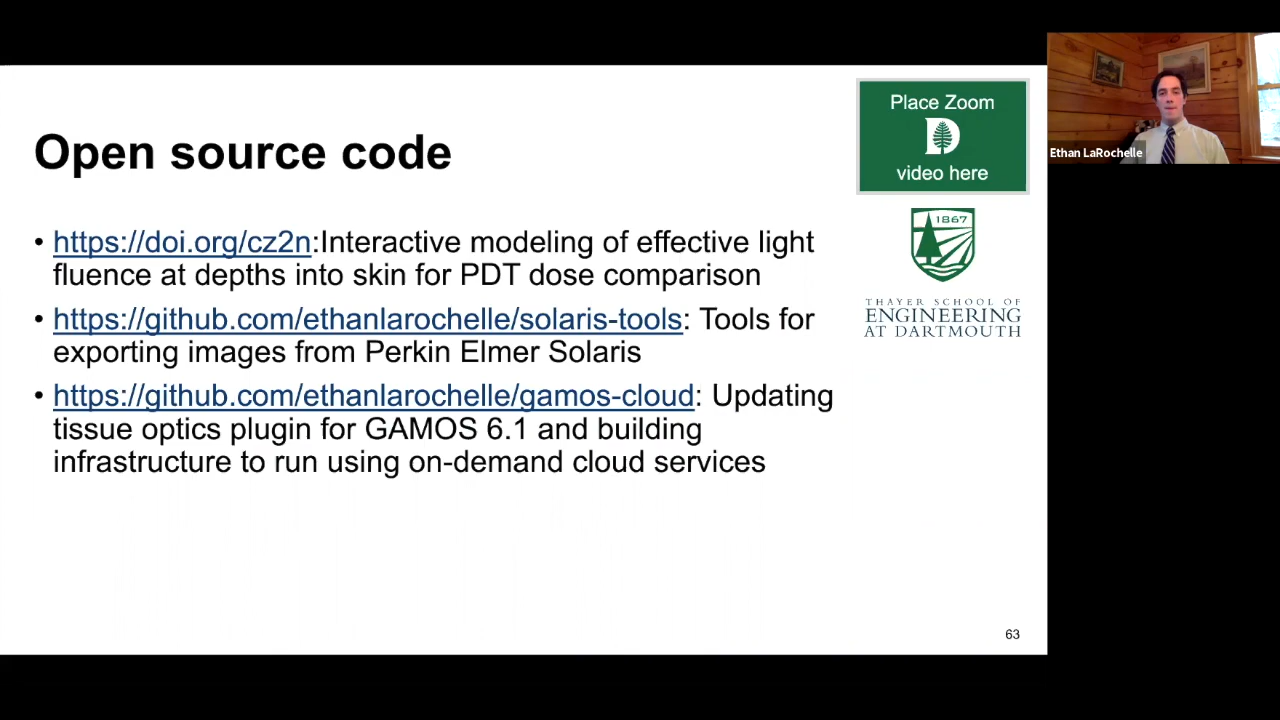 Open source code
• https://doi.org/cz2n:Interactive modeling of effective light
fluence at depths into skin for PDT dose comparison
• https://github.com/ethanlarochelle/solaris-tools: Tools for
exporting images from Perkin Elmer Solaris
• https://github.com/ethanlarochelle/gamos-cloud: Updating
tissue optics plugin for GAMOS 6.1 and building
infrastructure to run using on-demand cloud services
Place Zoom
D
video here
1867
THAYER SCHOOL OF
ENGINEERING
AT DARTMOUTH
63
Ethan LaRochelle